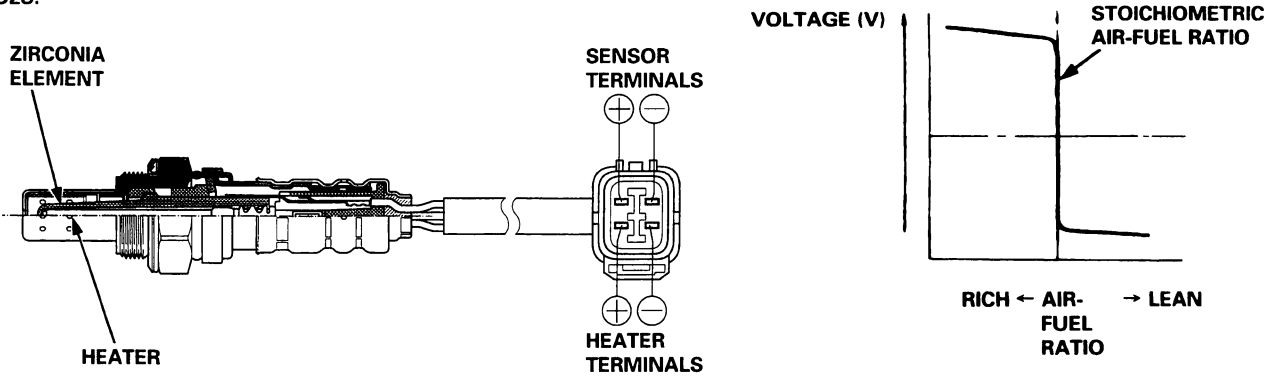 ZIRCONIA
ELEMENT
HEATER
SENSOR
TERMINALS
+ −
+ −
HEATER
TERMINALS
VOLTAGE (V)
STOICHIOMETRIC
AIR-FUEL RATIO
RICH ← AIR- → LEAN
FUEL
RATIO